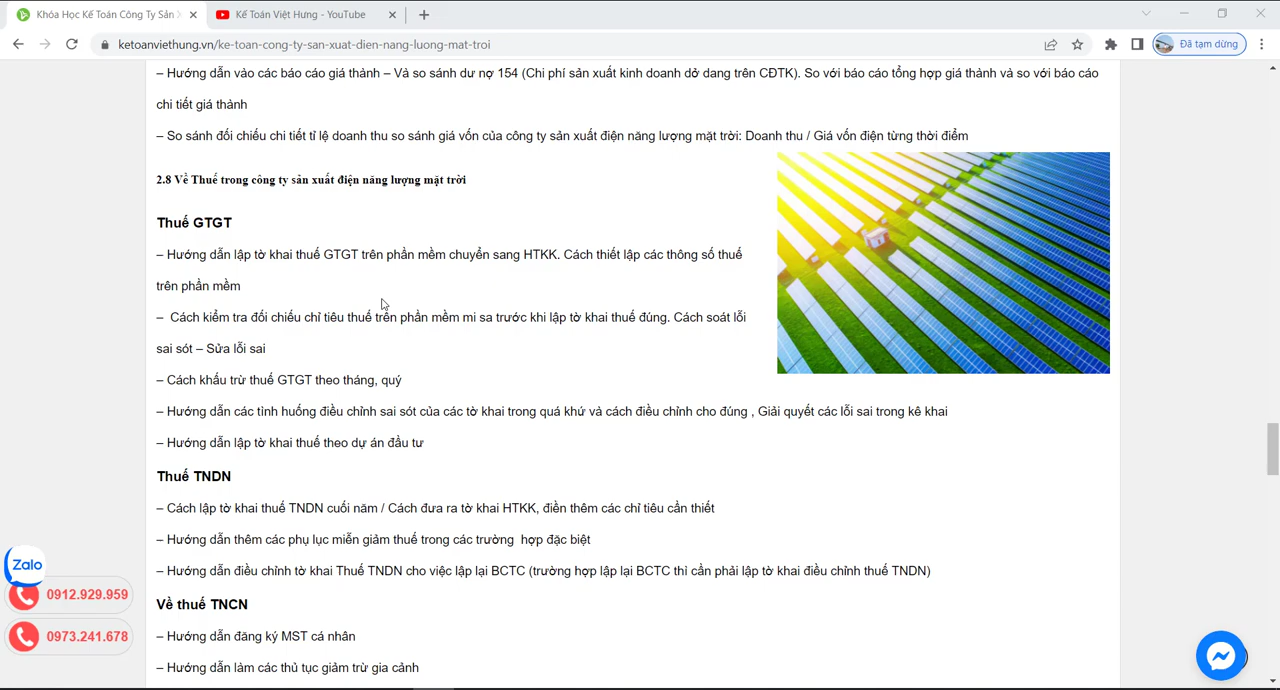 Khóa Học Kế Toán Công Ty Sản
Kế Toán Việt Hưng - YouTube
ketoanviethung.vn/ke-toan-cong-ty-san-xuat-dien-nang-luong-mat-troi
Đã tạm dừng
– Hướng dẫn vào các báo cáo giá thành – Và so sánh dư nợ 154 (Chi phí sản xuất kinh doanh dở dang trên CĐTK). So với báo cáo tổng hợp giá thành và so với báo cáo
chi tiết giá thành
– So sánh đối chiếu chi tiết tỉ lệ doanh thu so sánh giá vốn của công ty sản xuất điện năng lượng mặt trời: Doanh thu / Giá vốn điện từng thời điểm
2.8 Về Thuế trong công ty sản xuất điện năng lượng mặt trời
Thuế GTGT
– Hướng dẫn lập tờ khai thuế GTGT trên phần mềm chuyển sang HTKK. Cách thiết lập các thông số thuế
trên phần mềm
– Cách kiểm tra đối chiếu chỉ tiêu thuế trên phần mềm mi sa trước khi lập tờ khai thuế đúng. Cách soát lỗi
sai sót – Sửa lỗi sai
– Cách khấu trừ thuế GTGT theo tháng, quý
– Hướng dẫn các tình huống điều chỉnh sai sót của các tờ khai trong quá khứ và cách điều chỉnh cho đúng , Giải quyết các lỗi sai trong kê khai
– Hướng dẫn lập tờ khai thuế theo dự án đầu tư
Thuế TNDN
– Cách lập tờ khai thuế TNDN cuối năm / Cách đưa ra tờ khai HTKK, điền thêm các chỉ tiêu cần thiết
– Hướng dẫn thêm các phụ lục miễn giảm thuế trong các trường hợp đặc biệt
– Hướng dẫn điều chỉnh tờ khai Thuế TNDN cho việc lập lại BCTC (trường hợp lập lại BCTC thì cần phải lập tờ khai điều chỉnh thuế TNDN)
Về thuế TNCN
– Hướng dẫn đăng ký MST cá nhân
– Hướng dẫn làm các thủ tục giảm trừ gia cảnh
Zalo
0912.929.959
0973.241.678